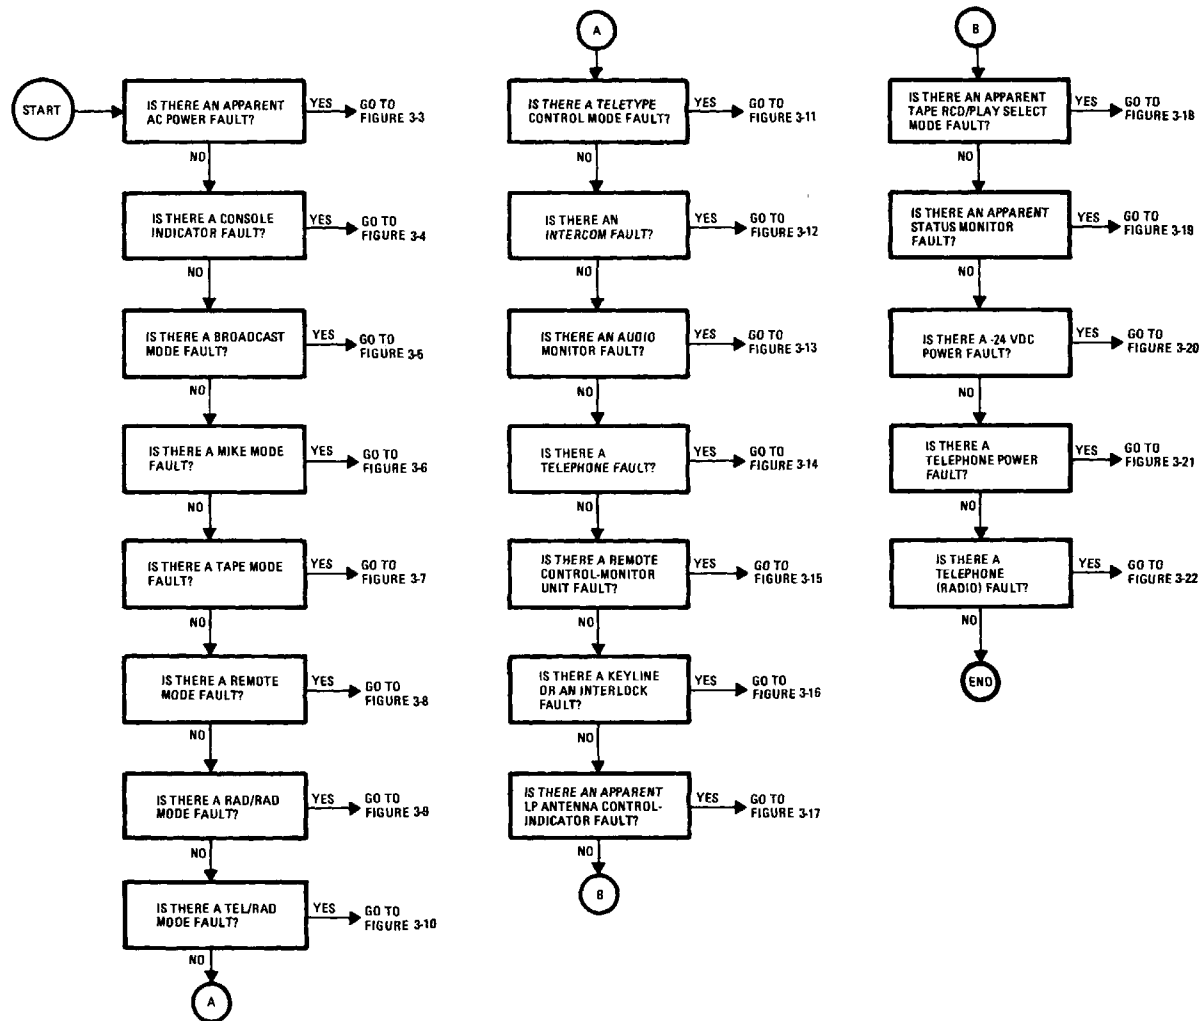 START
IS THERE AN APPARENT
AC POWER FAULT?
YES
GO TO
FIGURE 3-3
NO
IS THERE A CONSOLE
INDICATOR FAULT?
YES
GO TO
FIGURE 3-4
NO
IS THERE A BROADCAST
MODE FAULT?
YES
GO TO
FIGURE 3-5
NO
IS THERE A MIKE MODE
FAULT?
YES
GO TO
FIGURE 3-6
NO
IS THERE A TAPE MODE
FAULT?
YES
GO TO
FIGURE 3-7
NO
IS THERE A REMOTE
MODE FAULT?
YES
GO TO
FIGURE 3-8
NO
IS THERE A RAD/RAD
MODE FAULT?
YES
GO TO
FIGURE 3-9
NO
IS THERE A TEL/RAD
MODE FAULT?
YES
GO TO
FIGURE 3-10
NO
A
A
IS THERE A TELETYPE
CONTROL MODE FAULT?
YES
GO TO
FIGURE 3-11
NO
IS THERE AN
INTERCOM FAULT?
YES
GO TO
FIGURE 3-12
NO
IS THERE AN AUDIO
MONITOR FAULT?
YES
GO TO
FIGURE 3-13
NO
IS THERE A
TELEPHONE FAULT?
YES
GO TO
FIGURE 3-14
NO
IS THERE A REMOTE
CONTROL-MONITOR
UNIT FAULT?
YES
GO TO
FIGURE 3-15
NO
IS THERE A KEYLINE
OR AN INTERLOCK
FAULT?
YES
GO TO
FIGURE 3-16
NO
IS THERE AN APPARENT
LP ANTENNA CONTROL-
INDICATOR FAULT?
YES
GO TO
FIGURE 3-17
NO
B
B
IS THERE AN APPARENT
TAPE RCD/PLAY SELECT
MODE FAULT?
YES
GO TO
FIGURE 3-18
NO
IS THERE AN APPARENT
STATUS MONITOR
FAULT?
YES
GO TO
FIGURE 3-19
NO
IS THERE A -24 VDC
POWER FAULT?
YES
GO TO
FIGURE 3-20
NO
IS THERE A
TELEPHONE POWER
FAULT?
YES
GO TO
FIGURE 3-21
NO
IS THERE A
TELEPHONE
(RADIO) FAULT?
YES
GO TO
FIGURE 3-22
NO
END